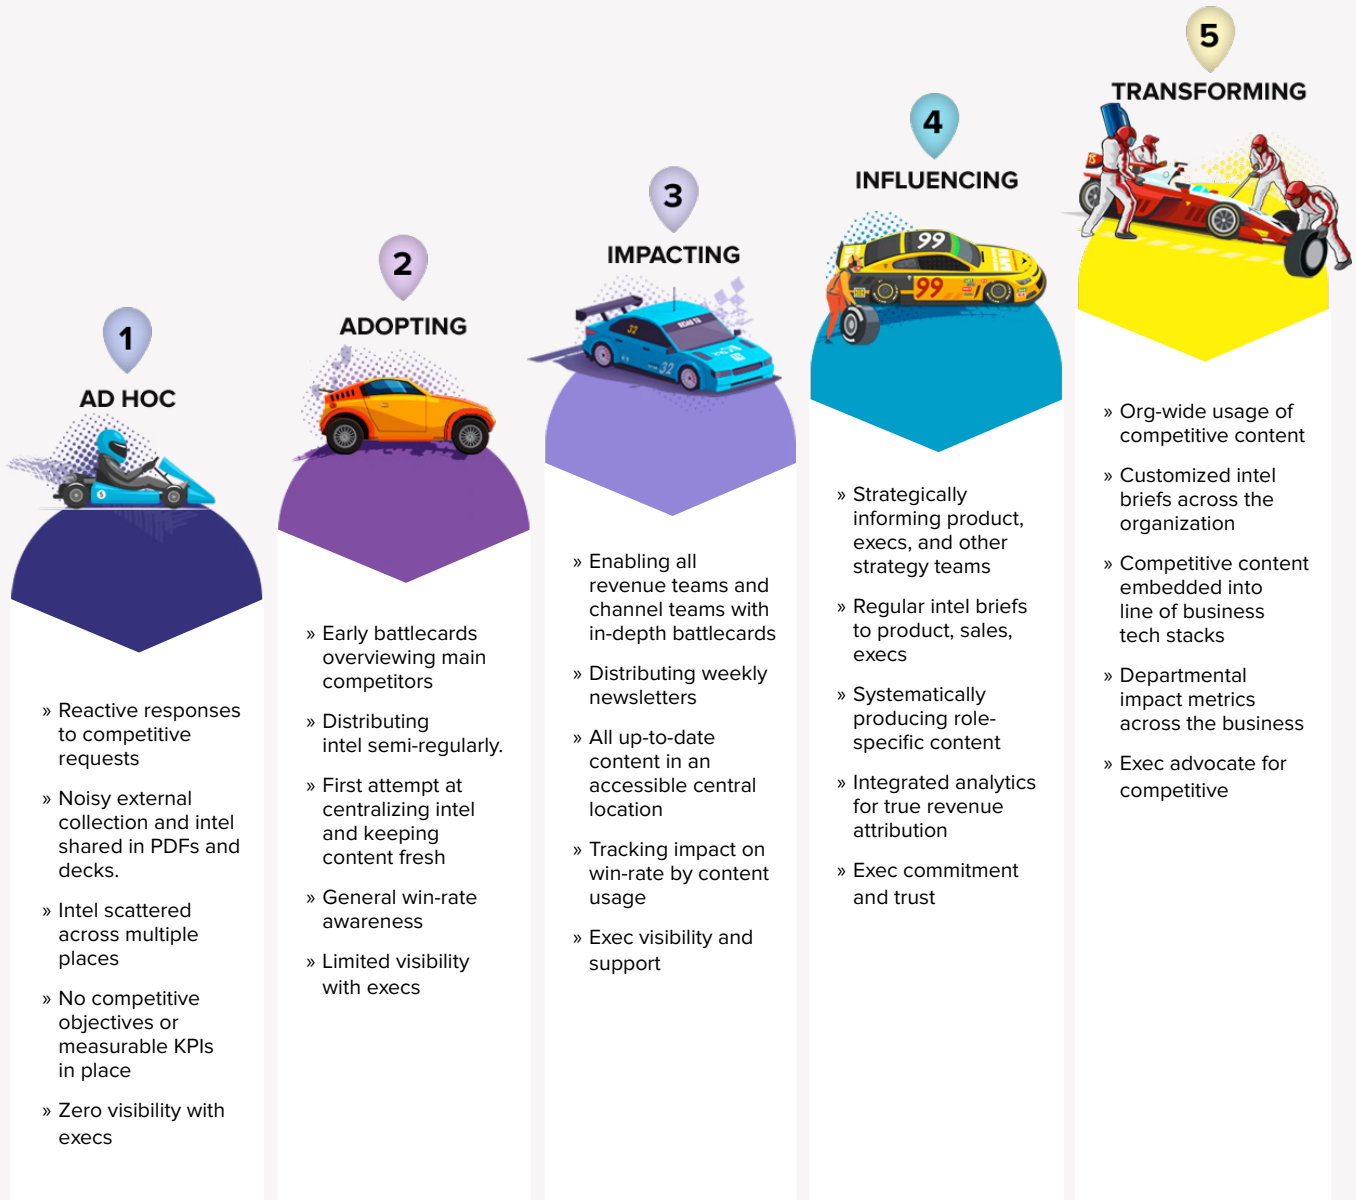 1
AD HOC
» Reactive responses
to competitive
requests
» Noisy external
collection and intel
shared in PDFs and
decks.
» Intel scattered
across multiple
places
» No competitive
objectives or
measurable KPIs
in place
» Zero visibility with
execs
2
ADOPTING
» Early battlecards
overviewing main
competitors
» Distributing
intel semi-regularly.
» First attempt at
centralizing intel
and keeping
content fresh
» General win-rate
awareness
» Limited visibility
with execs
3
IMPACTING
32
32
» Enabling all
revenue teams and
channel teams with
in-depth battlecards
» Distributing weekly
newsletters
» All up-to-date
content in an
accessible central
location
» Tracking impact on
win-rate by content
usage
» Exec visibility and
support
4
INFLUENCING
99
99
» Strategically
informing product,
execs, and other
strategy teams
» Regular intel briefs
to product, sales,
execs
» Systematically
producing role-
specific content
» Integrated analytics
for true revenue
attribution
» Exec commitment
and trust
5
TRANSFORMING
» Org-wide usage of
competitive content
» Customized intel
briefs across the
organization
» Competitive content
embedded into
line of business
tech stacks
» Departmental
impact metrics
across the business
» Exec advocate for
competitive